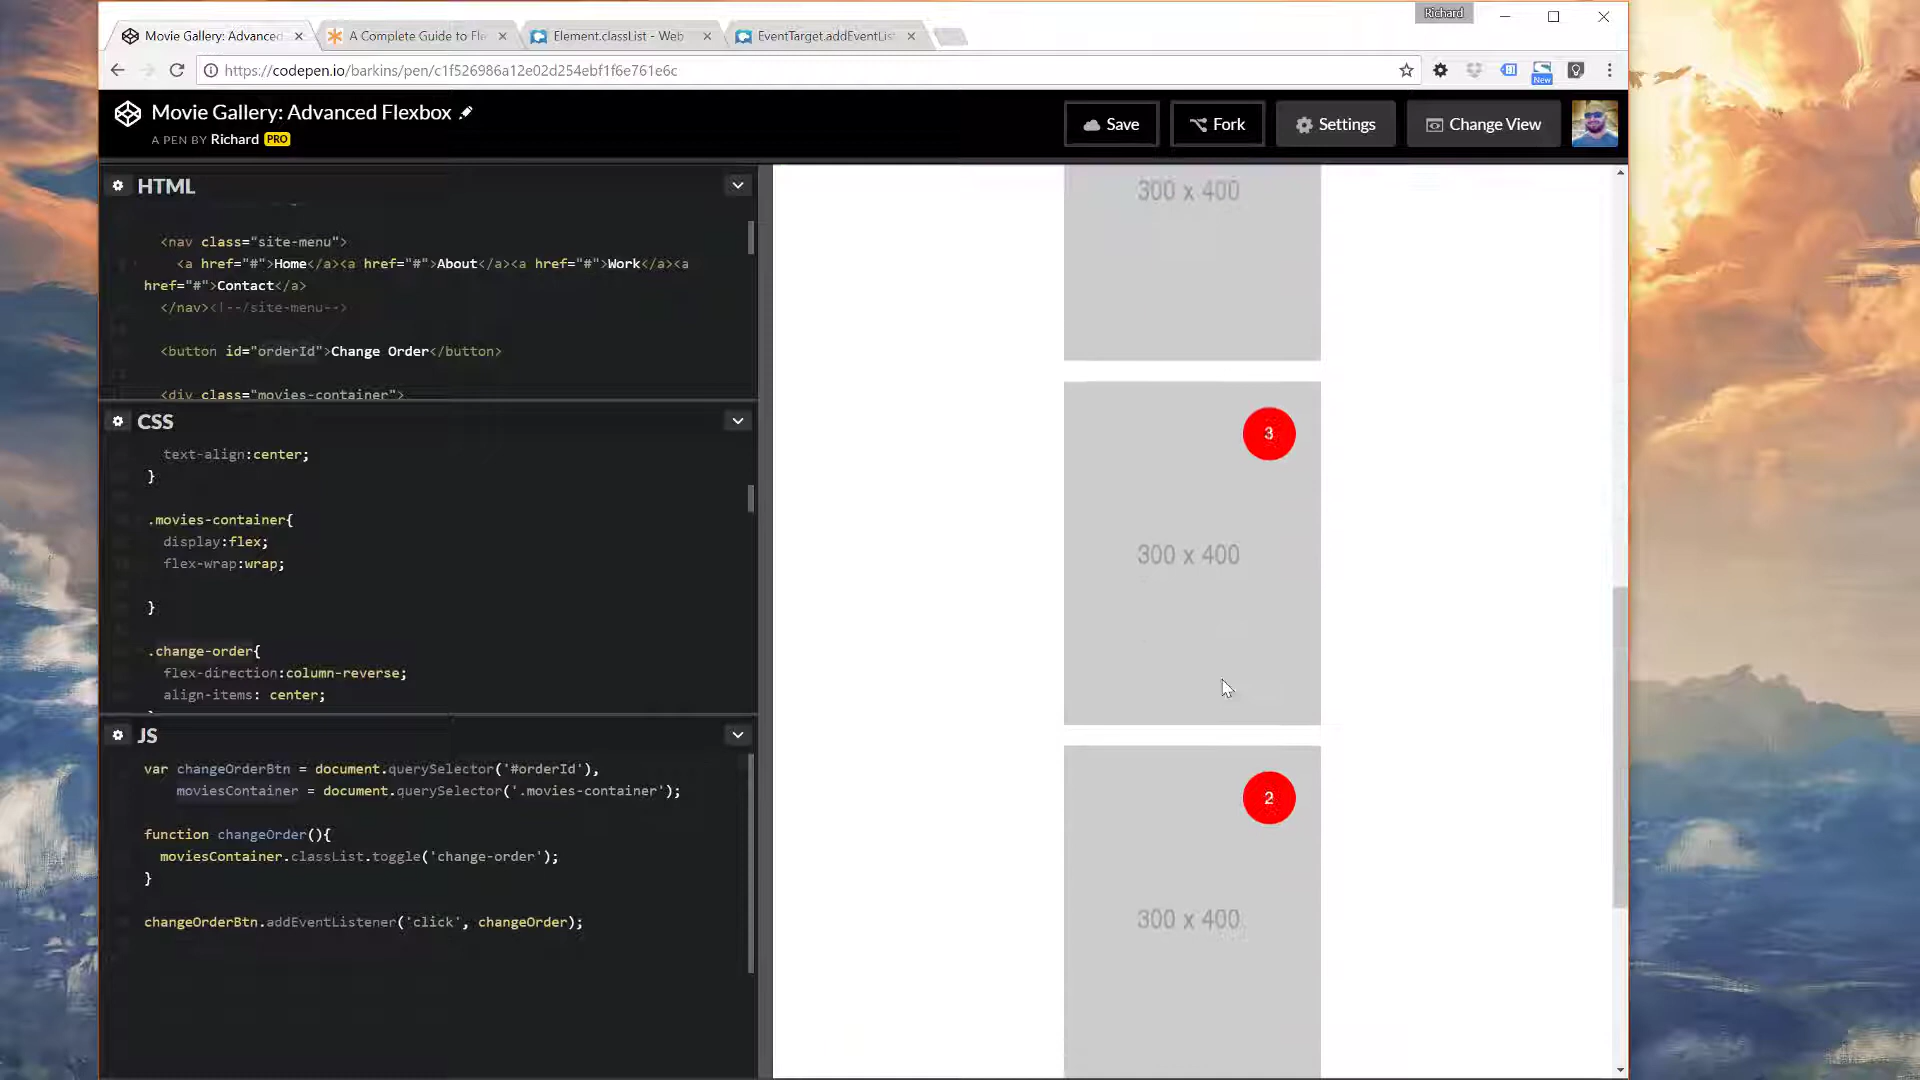 Richard
Movie Gallery: Advanced
A Complete Guide to Fle
Element.classList - Web
EventTarget.addEventList
https://codepen.io/barkins/pen/c1f526986a12e02d254ebf1f6e761e6c
New
Movie Gallery: Advanced Flexbox
A PEN BY Richard PRO
Save
Fork
Settings
Change View
HTML
<nav class="site-menu">
<a href="#">Home</a><a href="#">About</a><a href="#">Work</a><a
href="#">Contact</a>
</nav><!--/site-menu-->
<button id="orderId">Change Order</button>
<div class="movies-container">
CSS
text-align:center;
}
.movies-container{
display:flex;
flex-wrap:wrap;
}
.change-order{
flex-direction:column-reverse;
align-items: center;
JS
var changeOrderBtn = document.querySelector('#orderId'),
moviesContainer = document.querySelector('.movies-container');
function changeOrder(){
moviesContainer.classList.toggle('change-order');
}
changeOrderBtn.addEventListener('click', changeOrder);
300 x 400
3
300 x 400
2
300 x 400